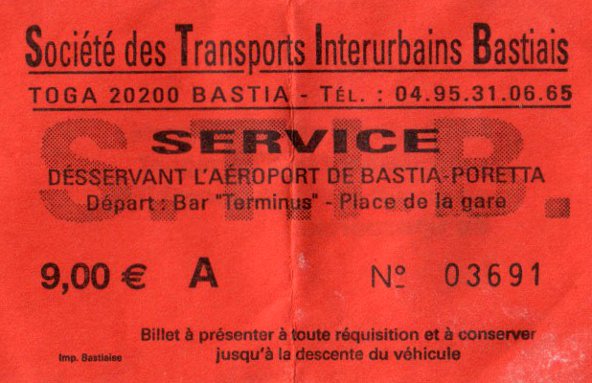 Société des Transports Interurbains Bastiais
TOGA 20200 BASTIA - TÉL. : 04.95.31.06.65
S.T.I.B.
SERVICE
DÉSSERVANT L'AÉROPORT DE BASTIA-PORETTA
Départ : Bar "Terminus" - Place de la gare
9,00 € A Nº 03691
Billet à présenter à toute réquisition et à conserver
Imp. Bastiaise jusqu'à la descente du véhicule